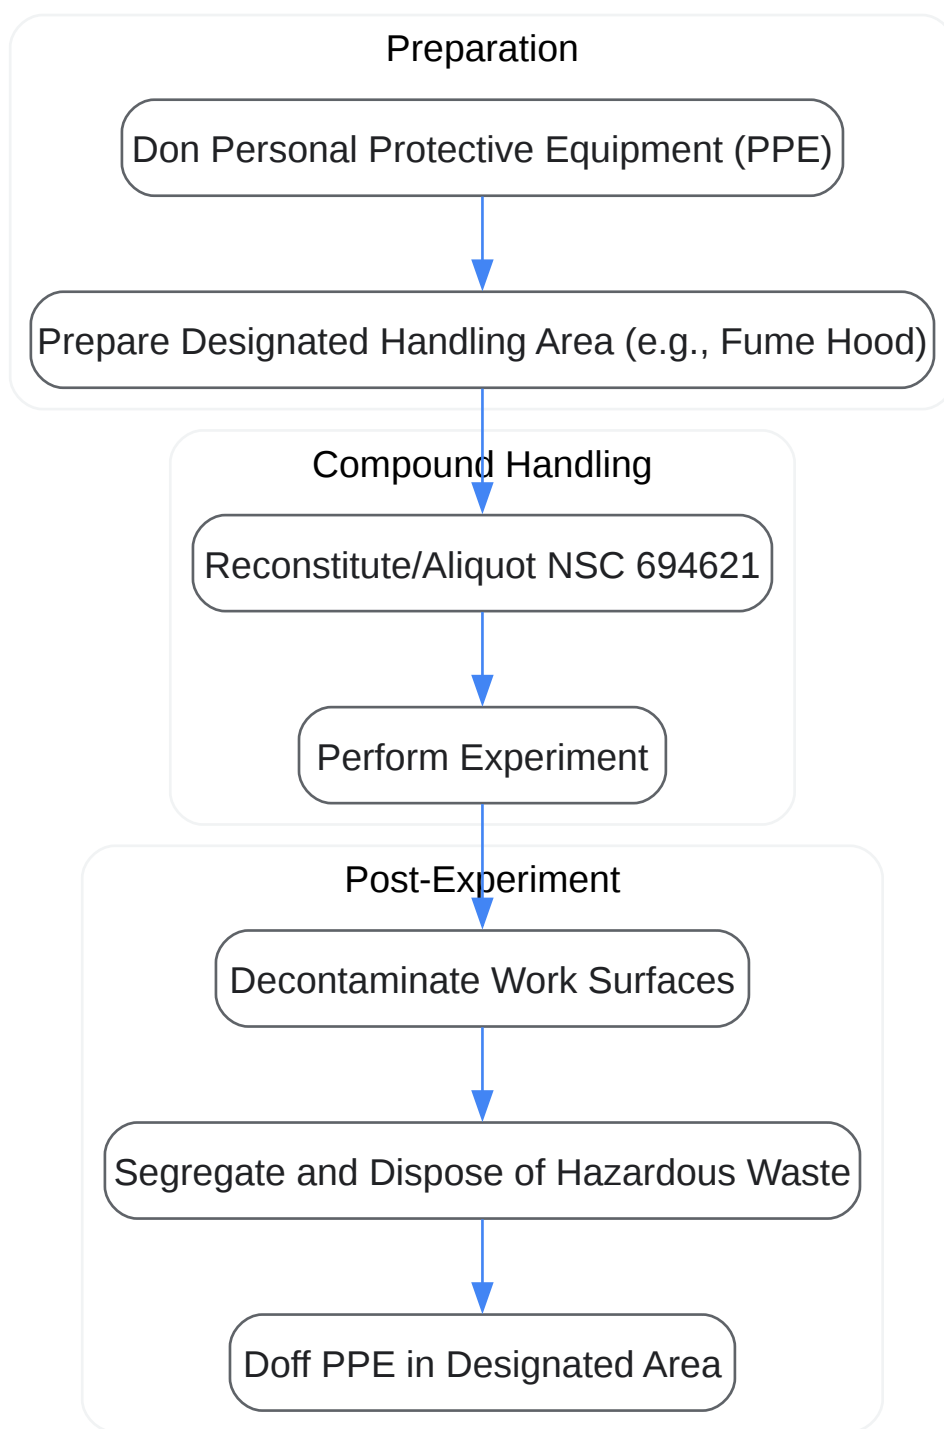 Preparation
Don Personal Protective Equipment (PPE)
Prepare Designated Handling Area (e.g., Fume Hood)
Compound Handling
Reconstitute/Aliquot NSC 694621
Perform Experiment
Post-Experiment
Decontaminate Work Surfaces
Segregate and Dispose of Hazardous Waste
Doff PPE in Designated Area